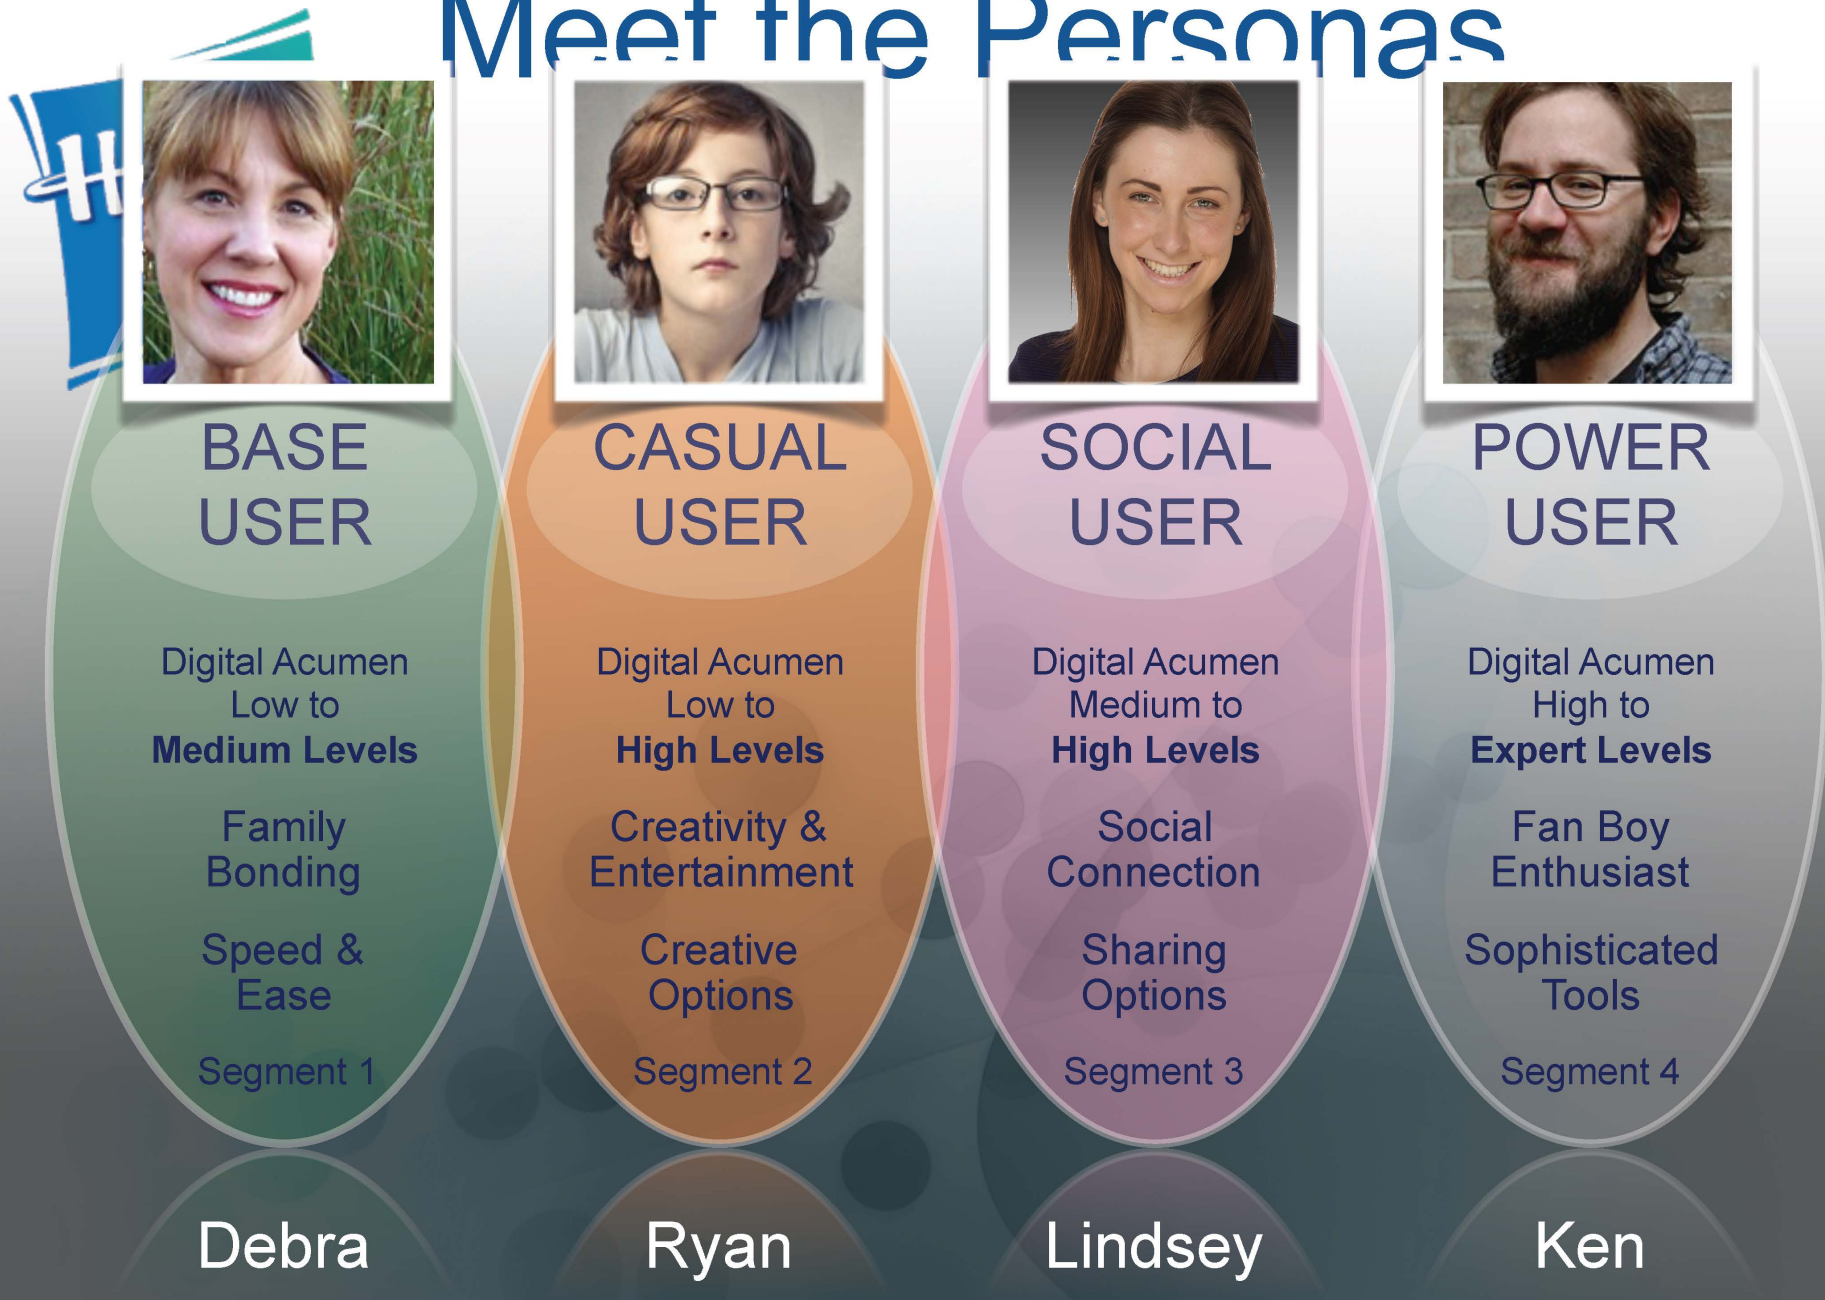 Meet the Personas
H
BASE
USER
Digital Acumen
Low to
Medium Levels
Family
Bonding
Speed &
Ease
Segment 1
Debra
CASUAL
USER
Digital Acumen
Low to
High Levels
Creativity &
Entertainment
Creative
Options
Segment 2
Ryan
SOCIAL
USER
Digital Acumen
Medium to
High Levels
Social
Connection
Sharing
Options
Segment 3
Lindsey
POWER
USER
Digital Acumen
High to
Expert Levels
Fan Boy
Enthusiast
Sophisticated
Tools
Segment 4
Ken